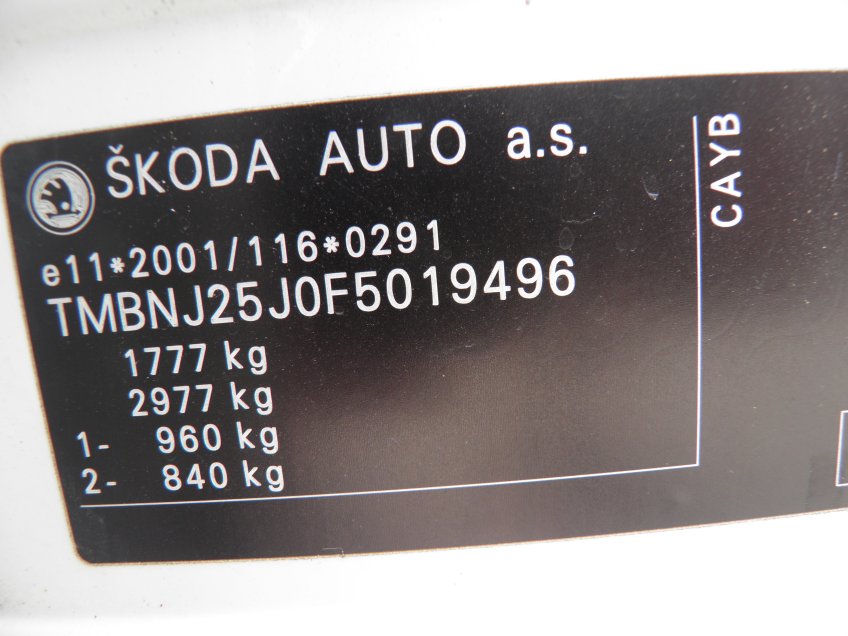 ŠKODA AUTO a.s.
e11*2001/116*0291
TMBNJ25J0F5019496
1777 kg
2977 kg
1- 960 kg
2- 840 kg
CAYB